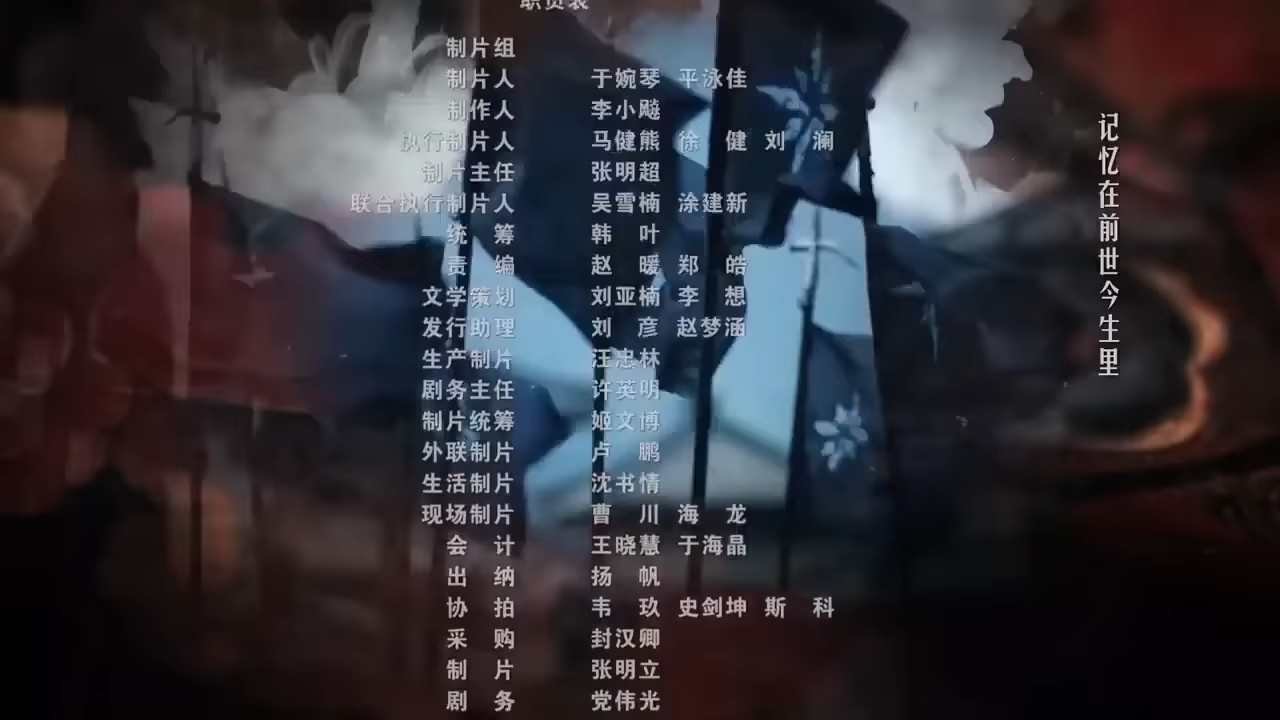 职员表
制片组
制片人 于婉琴 平泳佳
制作人 李小飚
执行制片人 马健熊 徐健 刘澜
制片主任 张明超
联合执行制片人 吴雪楠 涂建新
统筹 韩叶
责编 赵暖 郑皓
文学策划 刘亚楠 李想
发行助理 刘彦 赵梦涵
生产制片 汪忠林
剧务主任 许英明
制片统筹 姬文博
外联制片 卢鹏
生活制片 沈书情
现场制片 曹川 海龙
会计 王晓慧 于海晶
出纳 扬帆
协拍 韦玖 史剑坤 斯科
采购 封汉卿
制片 张明立
剧务 党伟光
记忆在前世今生里